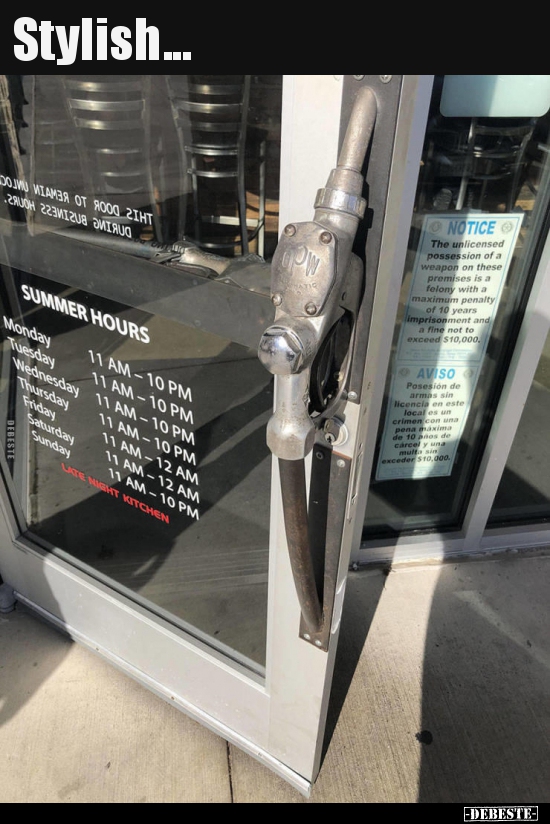 Stylish...
THIS DOOR TO REMAIN UNLOC
DURING BUSINESS HOURS.
OPW
SUMMER HOURS
Monday 11 AM – 10 PM
Tuesday 11 AM – 10 PM
Wednesday 11 AM – 10 PM
Thursday 11 AM – 10 PM
Friday 11 AM – 12 AM
Saturday 11 AM – 12 AM
Sunday 11 AM – 10 PM
LATE NIGHT KITCHEN
NOTICE
The unlicensed
possession of a
weapon on these
premises is a
felony with a
maximum penalty
of 10 years
imprisonment and
a fine not to
exceed $10,000.
AVISO
Posesión de
armas sin
licencia en este
local es un
crimen con una
pena máxima
de 10 años de
cárcel y una
multa sin
exceder $10,000.
DEBESTE
-DEBESTE-